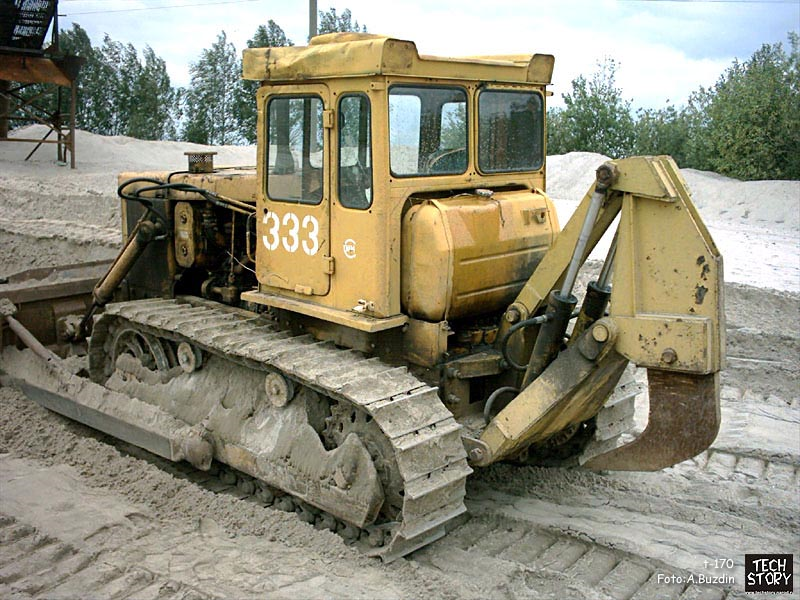 333
t-170
Foto:A.Buzdin
TECH
STORY